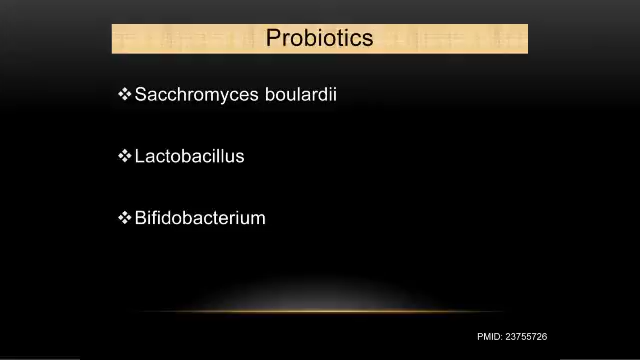 Probiotics
❖Sacchromyces boulardii
❖Lactobacillus
❖Bifidobacterium
PMID: 23755726